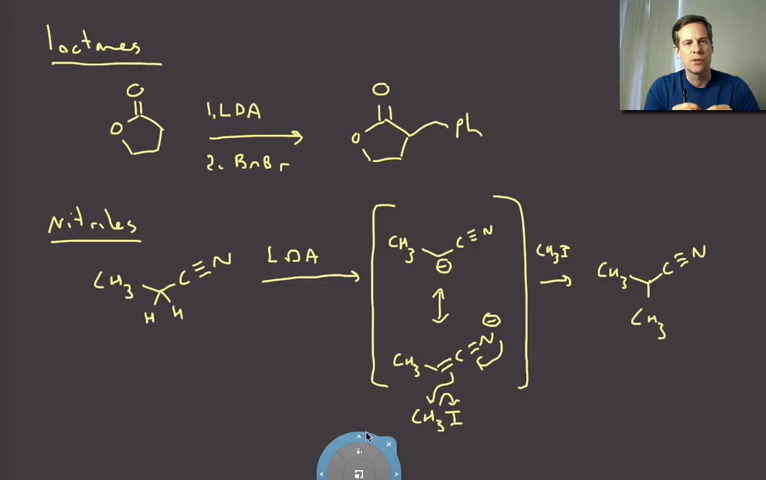 lactones
O
O
1. LDA
2. BnBr
O
O
Ph
Nitriles
CH3
C≡N
H H
LDA
CH3
C≡N
⊖
⊖
CH3
C≡N
CH3I
CH3I
CH3
C≡N
CH3